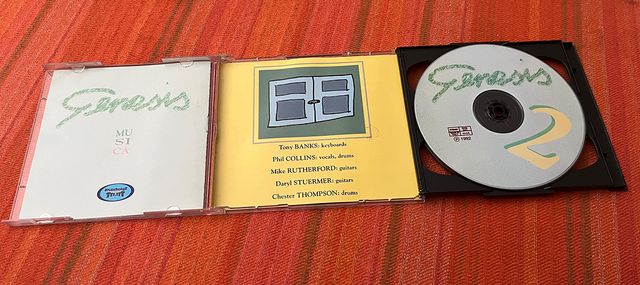 Genesis
MU
SI
CA
Tony BANKS: keyboards
Phil COLLINS: vocals, drums
Mike RUTHERFORD: guitars
Daryl STUERMER: guitars
Chester THOMPSON: drums
Genesis
℗ 1992
2